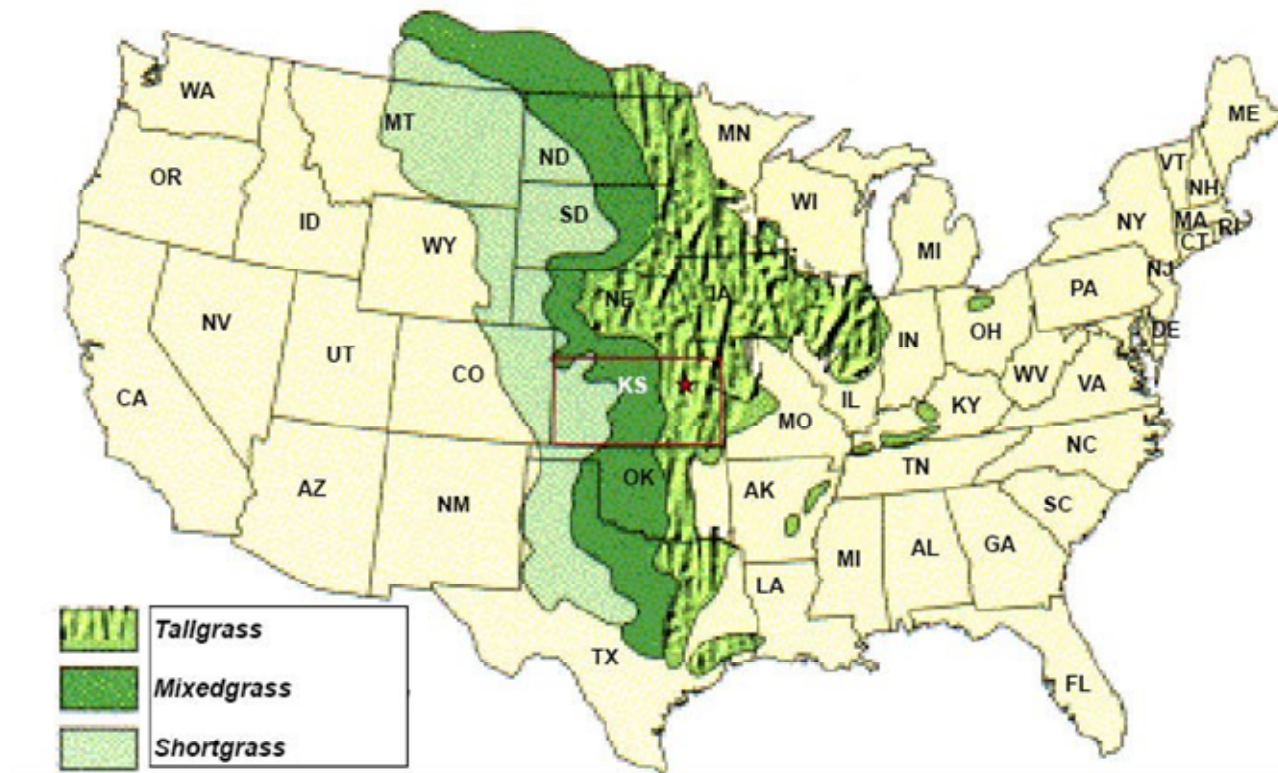 WA
MT
ND
MN
ME
VT
NH
OR
ID
WY
SD
WI
MI
NY
MA
CT
RI
NV
UT
CO
NE
IA
IN
OH
PA
NJ
DE
CA
KS
IL
MO
KY
WV
VA
AZ
NM
OK
AK
TN
NC
SC
MI
AL
GA
LA
TX
FL
Tallgrass
Mixedgrass
Shortgrass